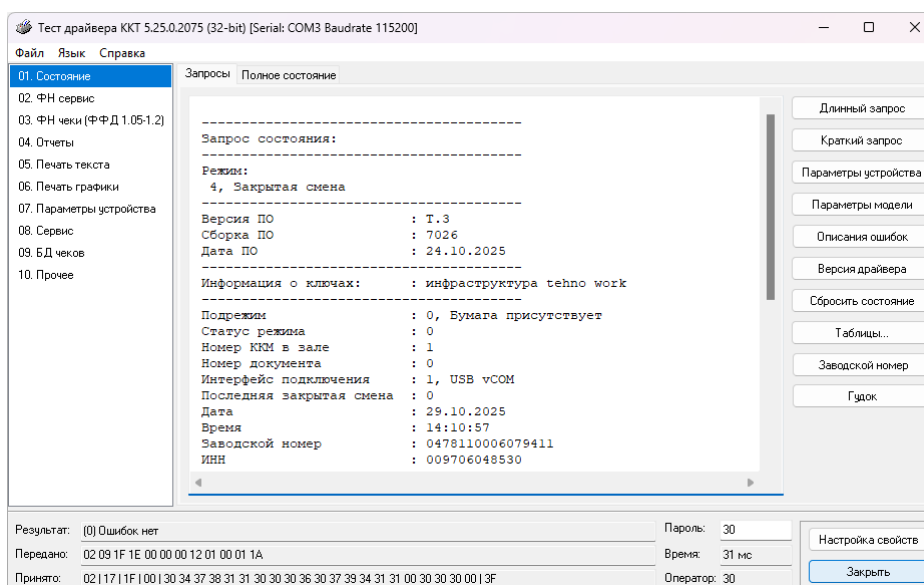 Тест драйвера ККТ 5.25.0.2075 (32-bit) [Serial: COM3 Baudrate 115200]
Файл Язык Справка
01. Состояние
02. ФН сервис
03. ФН чеки (ФФД 1.05-1.2)
04. Отчеты
05. Печать текста
06. Печать графики
07. Параметры устройства
08. Сервис
09. БД чеков
10. Прочее
Запросы Полное состояние
----------------------------------------
Запрос состояния:
----------------------------------------
Режим:
4, Закрытая смена
----------------------------------------
Версия ПО : T.3
Сборка ПО : 7026
Дата ПО : 24.10.2025
----------------------------------------
Информация о ключах: : инфраструктура tehno work
----------------------------------------
Подрежим : 0, Бумага присутствует
Статус режима : 0
Номер ККМ в зале : 1
Номер документа : 0
Интерфейс подключения : 1, USB vCOM
Последняя закрытая смена : 0
Дата : 29.10.2025
Время : 14:10:57
Заводской номер : 0478110006079411
ИНН : 009706048530
Длинный запрос
Краткий запрос
Параметры устройства
Параметры модели
Описания ошибок
Версия драйвера
Сбросить состояние
Таблицы...
Заводской номер
Гудок
Результат: (0) Ошибок нет
Передано: 02 09 1F 1E 00 00 00 12 01 00 01 1A
Принято: 02 | 17 | 1F | 00 | 30 34 37 38 31 31 30 30 30 36 30 37 39 34 31 31 00 30 30 30 00 | 3F
Пароль: 30
Время: 31 мс
Оператор: 30
Настройка свойств
Закрыть